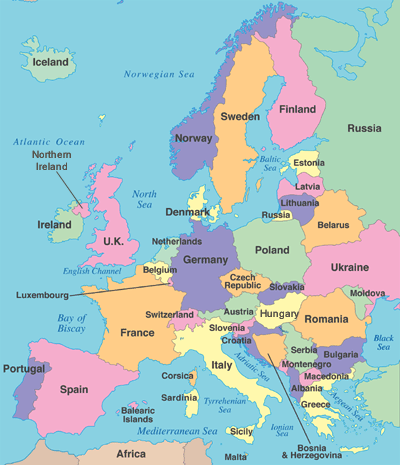 Iceland
Norwegian Sea
Sweden
Finland
Norway
Russia
Atlantic Ocean
Northern
Ireland
Baltic
Sea
Estonia
North
Sea
Latvia
Lithuania
Denmark
Russia
Ireland
Belarus
U.K.
Netherlands
Poland
English Channel
Belgium
Germany
Ukraine
Czech
Republic
Luxembourg
Slovakia
Moldova
Bay of
Biscay
Switzerland
Austria
Hungary
France
Slovenia
Romania
Croatia
Black
Sea
Serbia
Bulgaria
Italy
Adriatic
Sea
Montenegro
Portugal
Corsica
Macedonia
Spain
Albania
Sardinia
Tyrrehenian
Sea
Greece
Aegean
Sea
Balearic
Islands
Ionian
Sea
Mediterranean Sea
Sicily
Bosnia
& Herzegovina
Africa
Malta